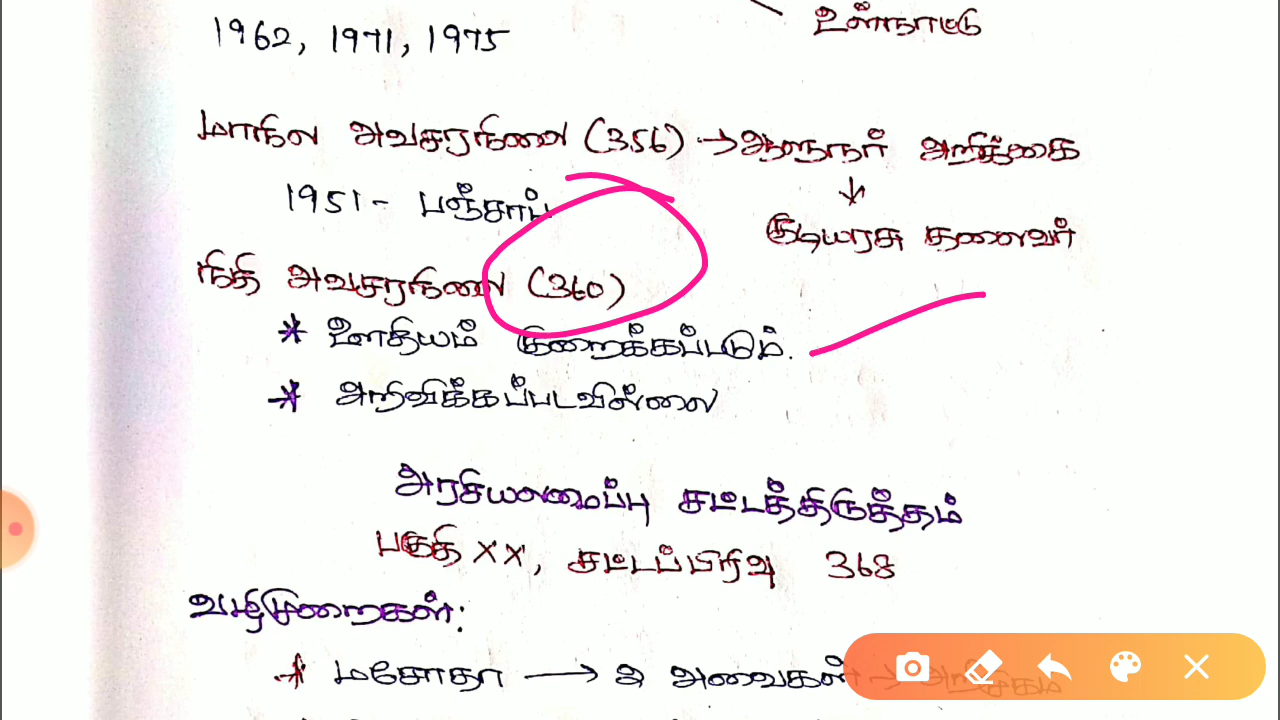 உள்நாட்டு
1962, 1971, 1975
மாநில அவசரநிலை (356) → ஆளுநர் அறிக்கை
↓
1951 - பஞ்சாப்
குடியரசு தலைவர்
நிதி அவசரநிலை (360)
* ஊதியம் குறைக்கப்படும்.
* அறிவிக்கப்படவில்லை
அரசியலமைப்பு சட்டத்திருத்தம்
பகுதி XX, சட்டப்பிரிவு 368
வழிமுறைகள்:
* மசோதா → 2 அவைகள் →